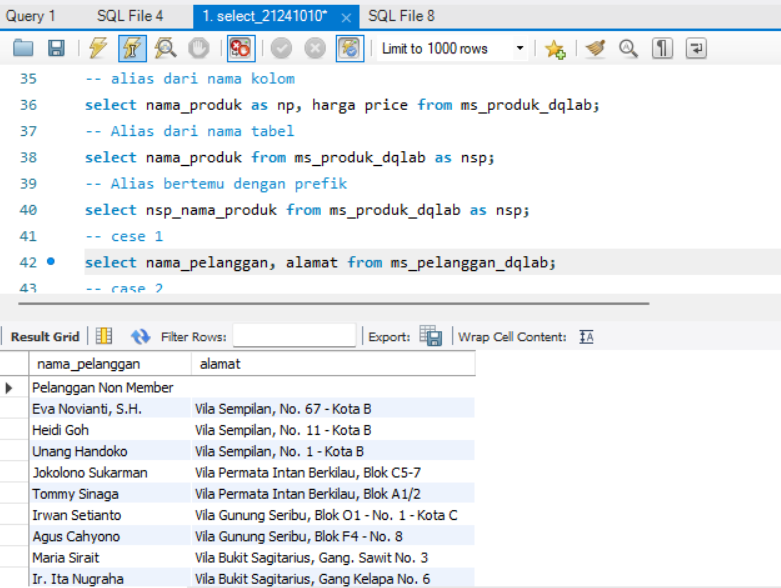 Query 1 SQL File 4 1. select_21241010* × SQL File 8
Limit to 1000 rows
35 -- alias dari nama kolom
36 select nama_produk as np, harga price from ms_produk_dqlab;
37 -- Alias dari nama tabel
38 select nama_produk from ms_produk_dqlab as nsp;
39 -- Alias bertemu dengan prefik
40 select nsp_nama_produk from ms_produk_dqlab as nsp;
41 -- cese 1
42 select nama_pelanggan, alamat from ms_pelanggan_dqlab;
43 -- case 2
Result Grid Filter Rows: Export: Wrap Cell Content: IA
nama_pelanggan alamat
Pelanggan Non Member
Eva Novianti, S.H. Vila Sempilan, No. 67 - Kota B
Heidi Goh Vila Sempilan, No. 11 - Kota B
Unang Handoko Vila Sempilan, No. 1 - Kota B
Jokolono Sukarman Vila Permata Intan Berkilau, Blok C5-7
Tommy Sinaga Vila Permata Intan Berkilau, Blok A1/2
Irwan Setianto Vila Gunung Seribu, Blok O1 - No. 1 - Kota C
Agus Cahyono Vila Gunung Seribu, Blok F4 - No. 8
Maria Sirait Vila Bukit Sagitarius, Gang. Sawit No. 3
Ir. Ita Nugraha Vila Bukit Sagitarius, Gang Kelapa No. 6